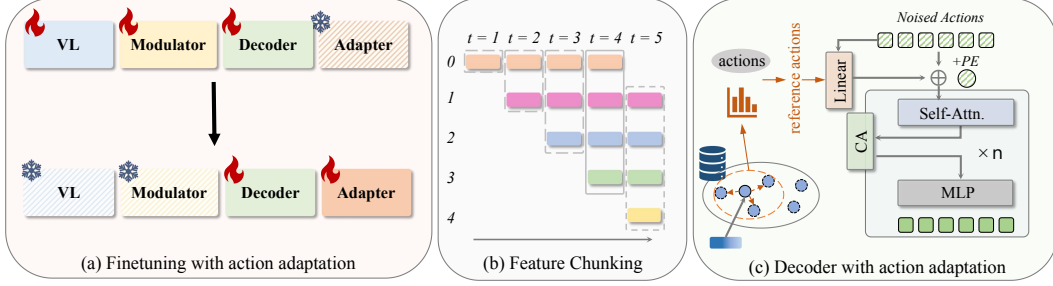 VL Modulator Decoder Adapter
VL Modulator Decoder Adapter
(a) Finetuning with action adaptation
t = 1 t = 2 t = 3 t = 4 t = 5
0
1
2
3
4
(b) Feature Chunking
Noised Actions
+PE
actions
reference actions
Linear
Self-Attn.
CA
× n
MLP
(c) Decoder with action adaptation